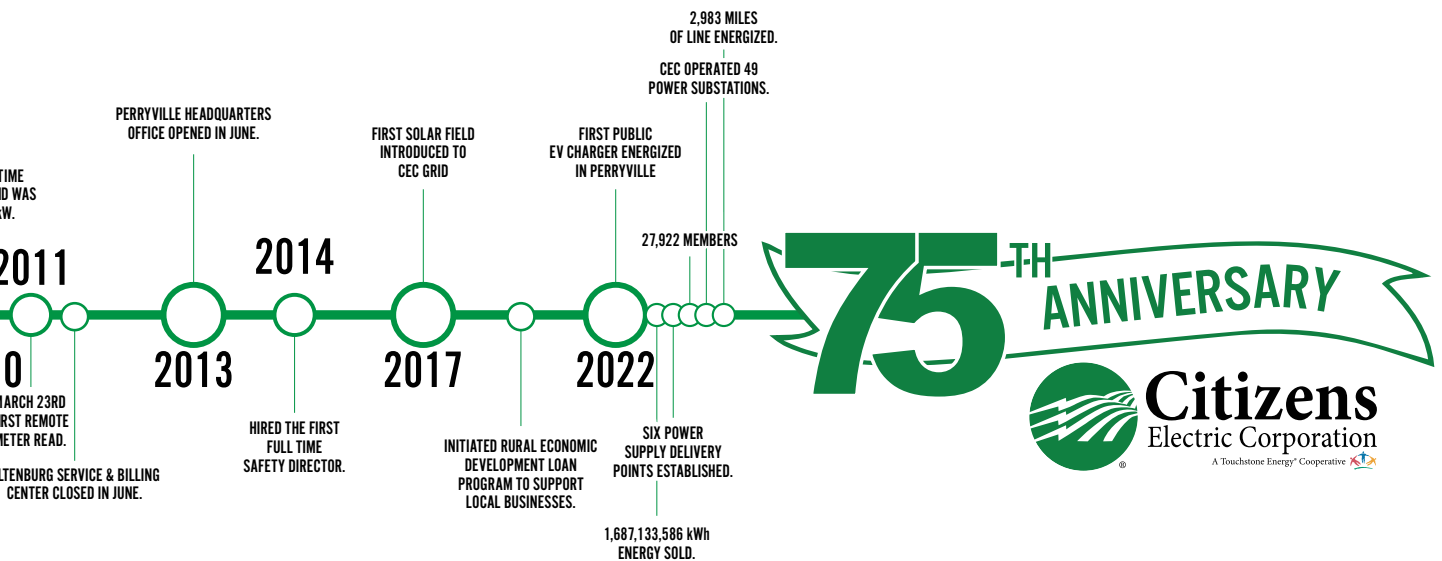 TIME
WAS
kW.
2011
MARCH 23RD
FIRST REMOTE
METER READ.
SERVICE & BILLING
CENTER CLOSED IN JUNE.
PERRYVILLE HEADQUARTERS
OFFICE OPENED IN JUNE.
2013
2014
HIRED THE FIRST
FULL TIME
SAFETY DIRECTOR.
FIRST SOLAR FIELD
INTRODUCED TO
CEC GRID
2017
INITIATED RURAL ECONOMIC
DEVELOPMENT LOAN
PROGRAM TO SUPPORT
LOCAL BUSINESSES.
FIRST PUBLIC
EV CHARGER ENERGIZED
IN PERRYVILLE
2022
1,687,133,586 kWh
ENERGY SOLD.
SIX POWER
SUPPLY DELIVERY
POINTS ESTABLISHED.
27,922 MEMBERS
CEC OPERATED 49
POWER SUBSTATIONS.
2,983 MILES
OF LINE ENERGIZED.
75TH
ANNIVERSARY
Citizens
Electric Corporation
A Touchstone Energy® Cooperative
®